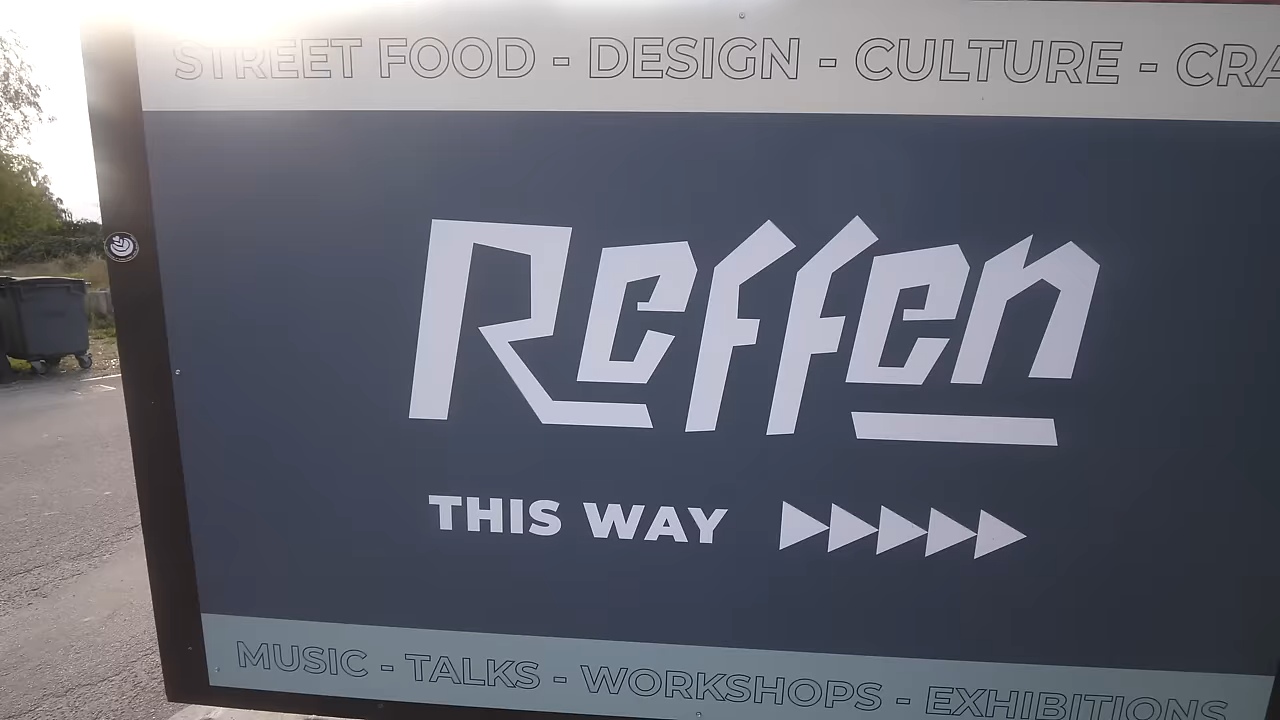 STREET FOOD - DESIGN - CULTURE - CRA
Reffen
THIS WAY
MUSIC - TALKS - WORKSHOPS - EXHIBITIONS